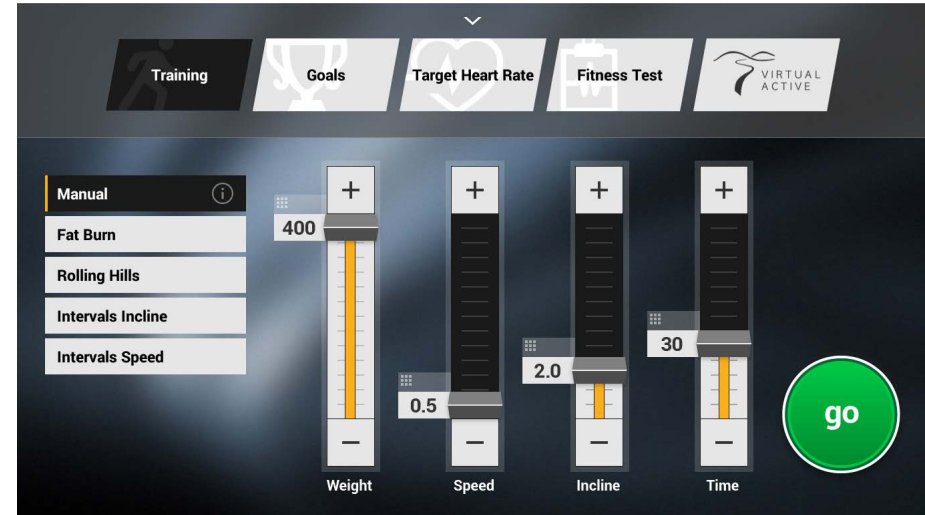 Training
Goals
Target Heart Rate
Fitness Test
VIRTUAL
ACTIVE
Manual
Fat Burn
Rolling Hills
Intervals Incline
Intervals Speed
+
+
+
+
400
0.5
2.0
30
−
−
−
−
Weight
Speed
Incline
Time
go